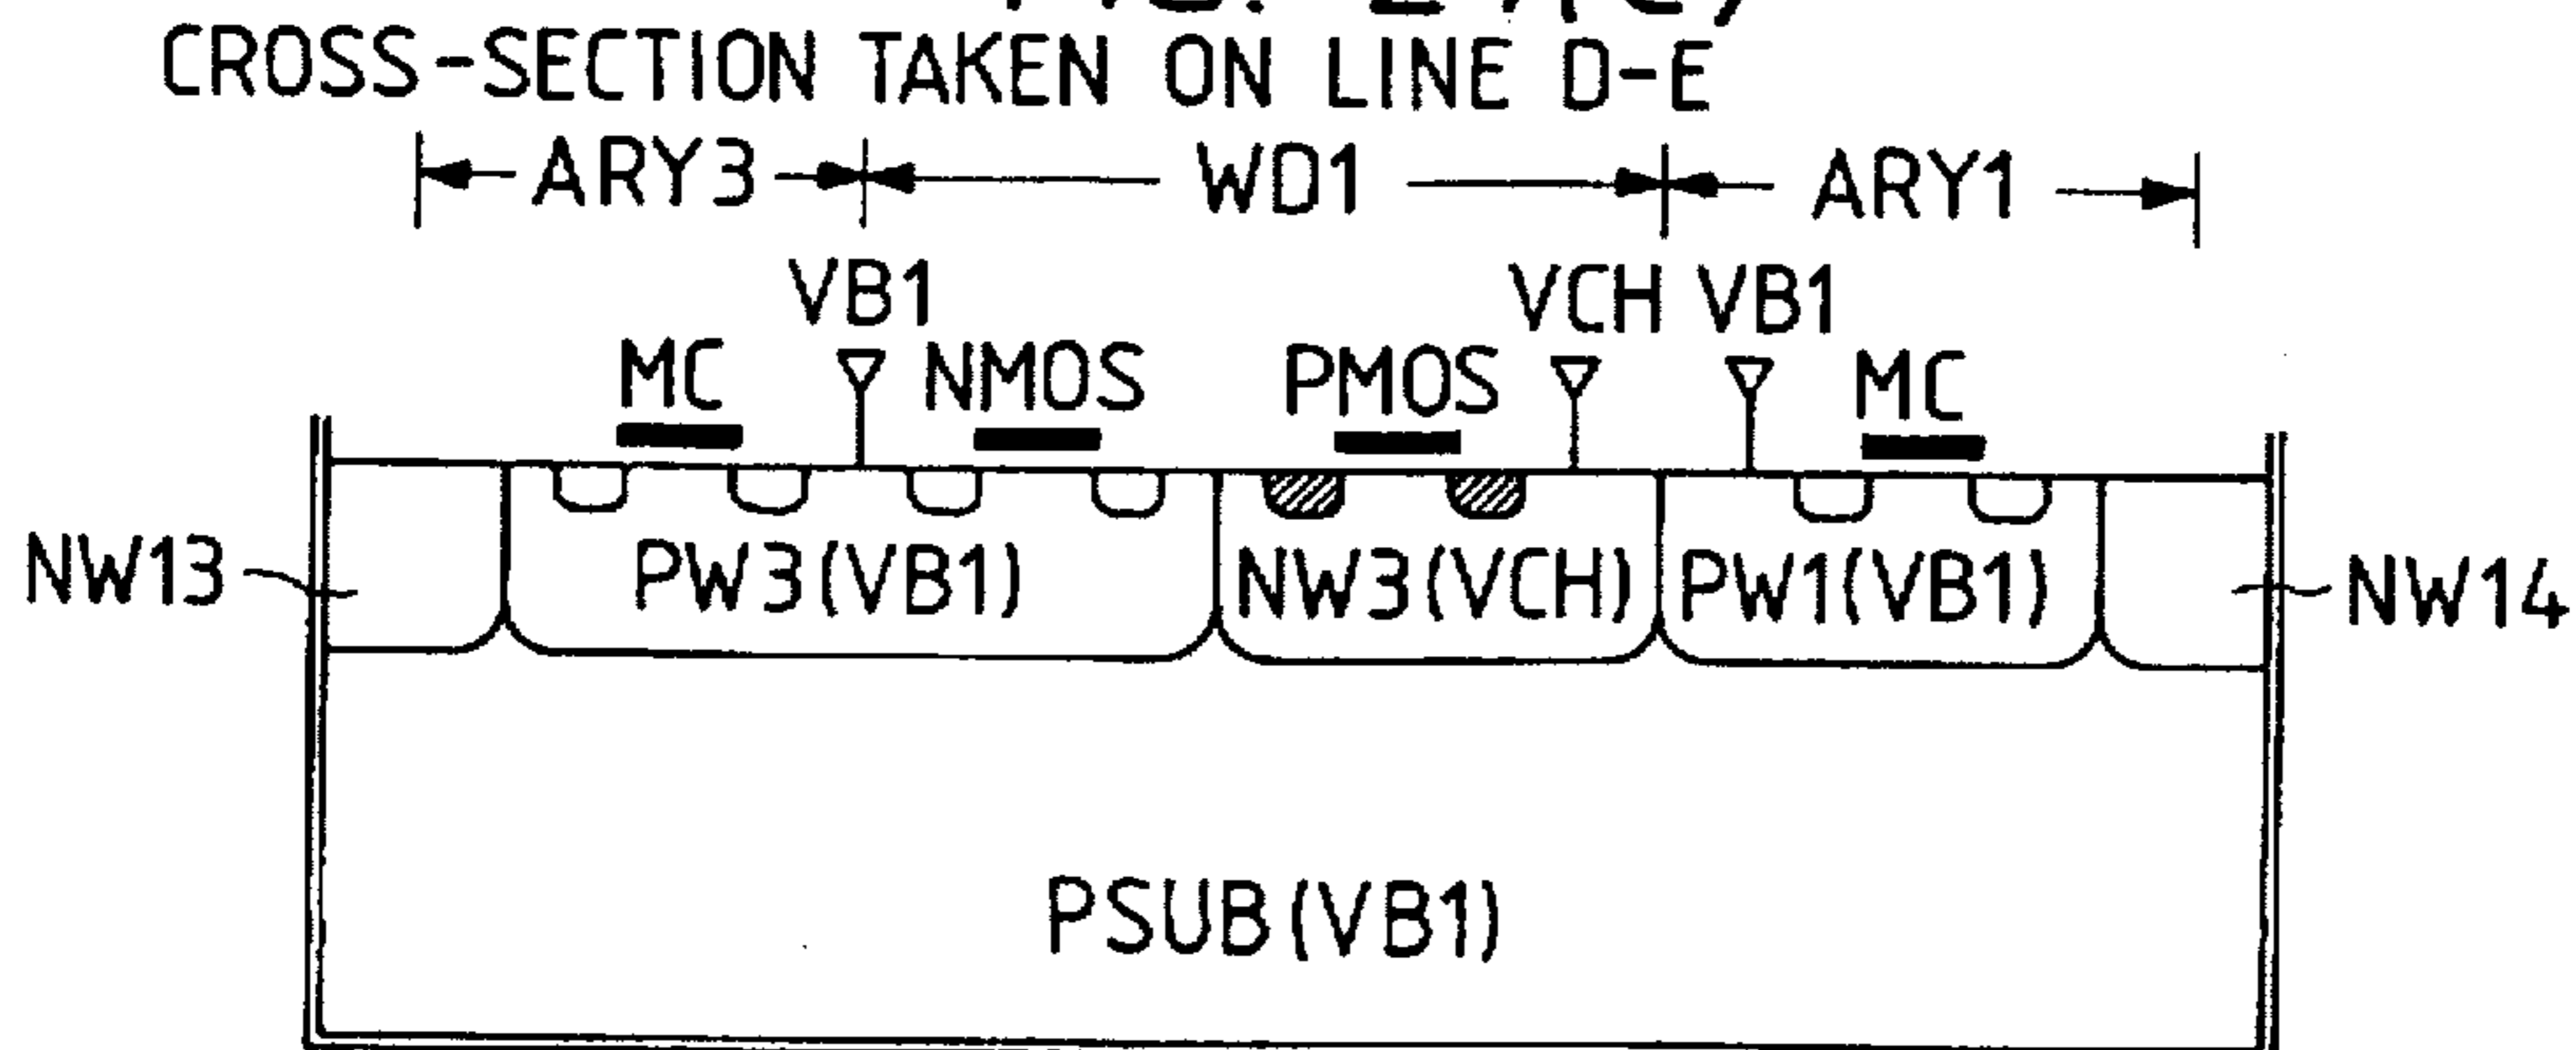 CROSS-SECTION TAKEN ON LINE D-E
ARY3 WD1 ARY1
VB1 VCH VB1
MC NMOS PMOS MC
NW13 PW3(VB1) NW3(VCH) PW1(VB1) NW14
PSUB(VB1)